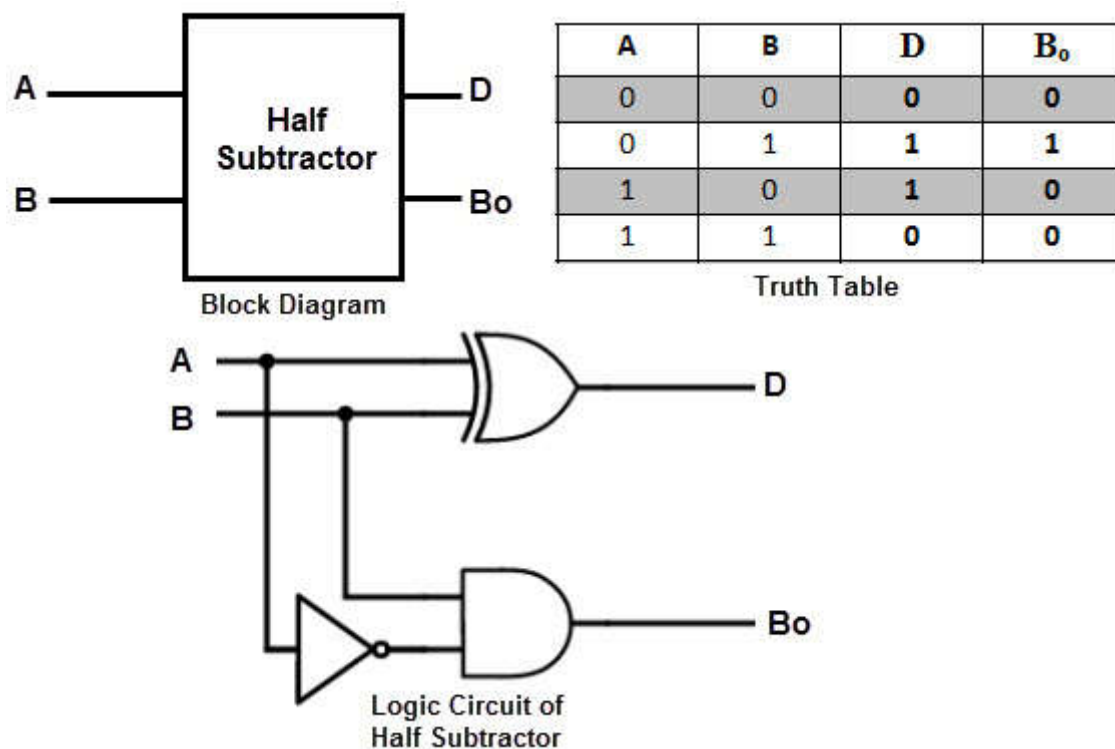 A
B
Half
Subtractor
D
Bo
Block Diagram
A B D Bₒ
0 0 0 0
0 1 1 1
1 0 1 0
1 1 0 0
Truth Table
A
B
D
Bo
Logic Circuit of
Half Subtractor